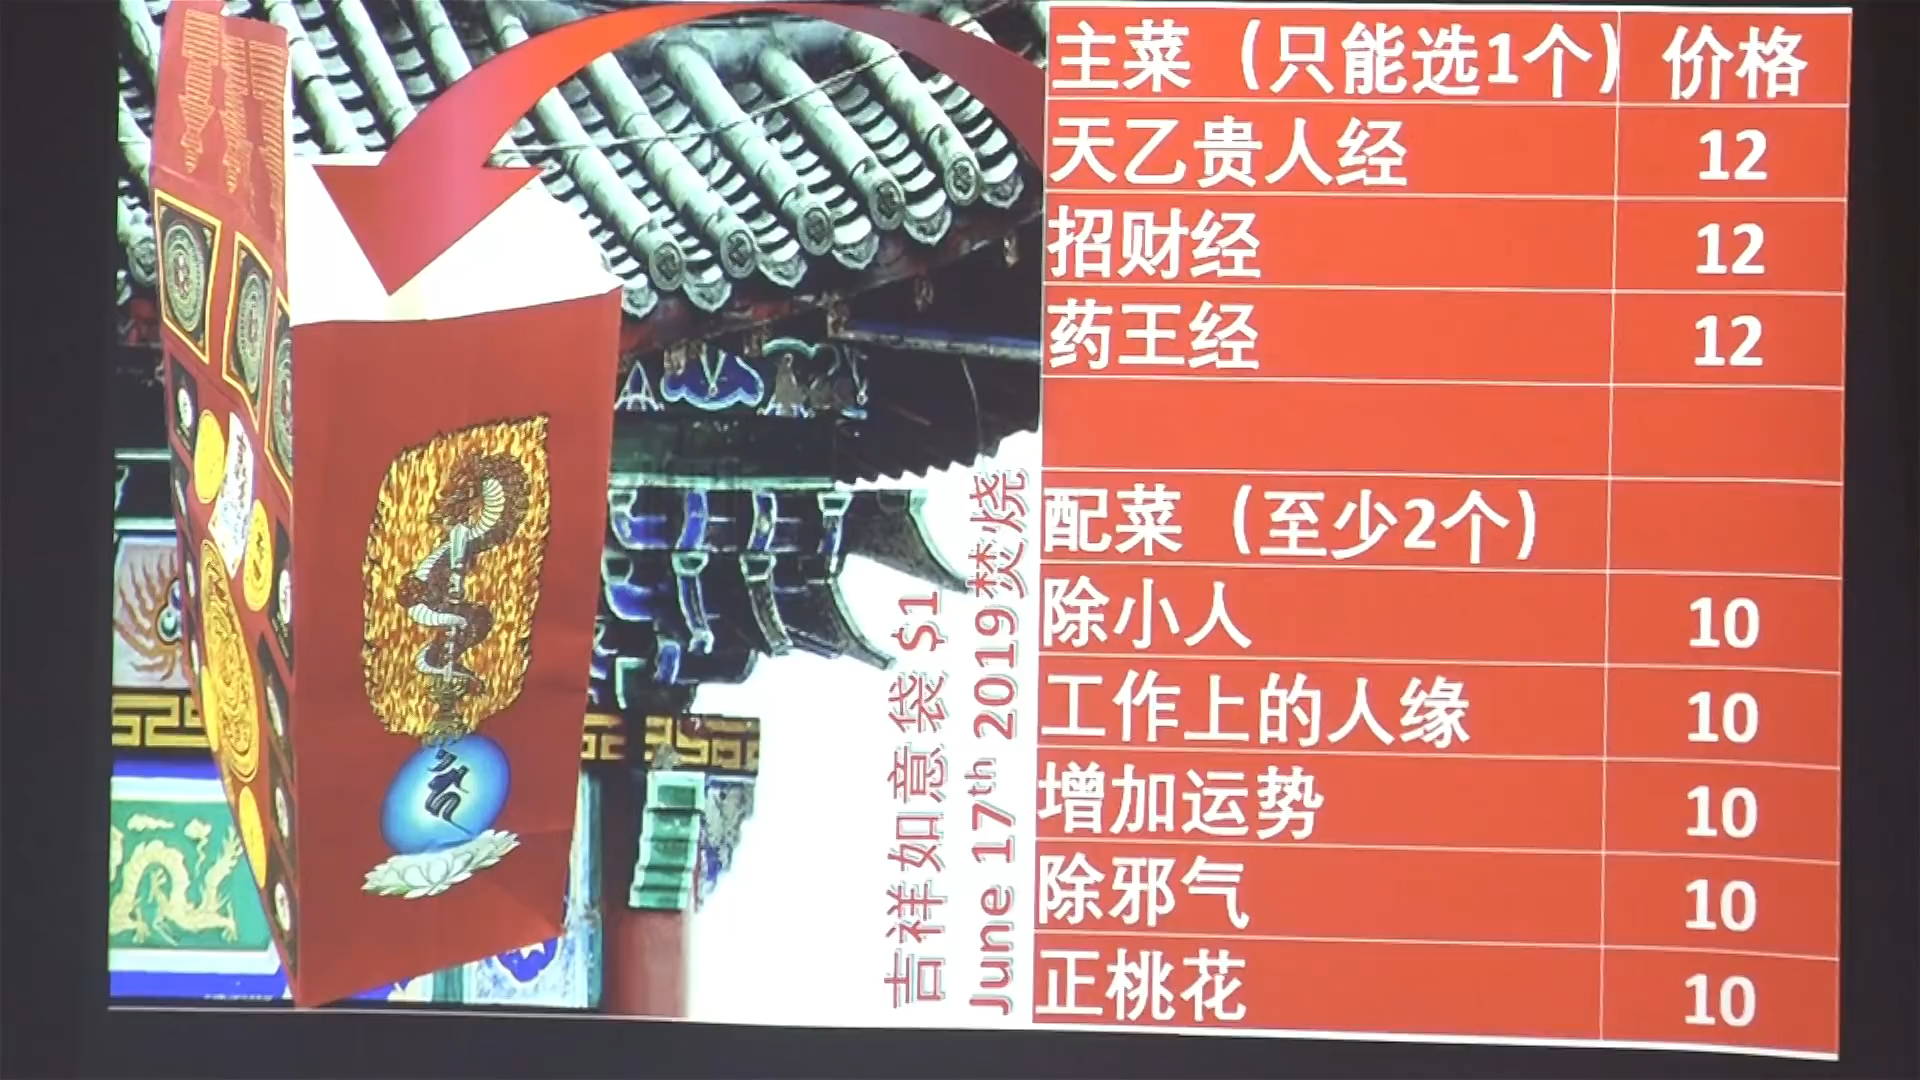 主菜（只能选1个) 价格
天乙贵人经 12
招财经 12
药王经 12
配菜（至少2个）
除小人 10
工作上的人缘 10
增加运势 10
除邪气 10
正桃花 10
吉祥如意袋 $1
June 17th 2019焚烧